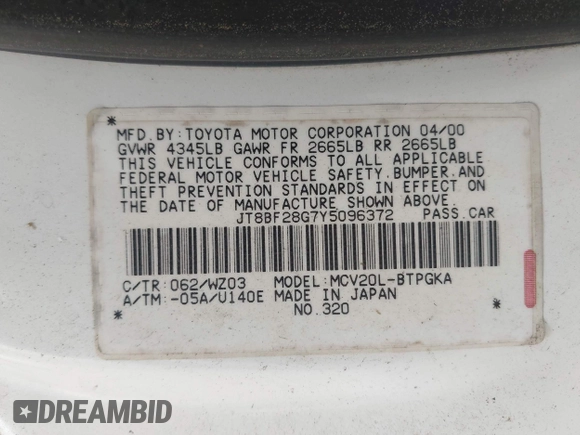 MFD. BY: TOYOTA MOTOR CORPORATION 04/00
GVWR 4345LB GAWR FR 2665LB RR 2665LB
THIS VEHICLE CONFORMS TO ALL APPLICABLE
FEDERAL MOTOR VEHICLE SAFETY, BUMPER, AND
THEFT PREVENTION STANDARDS IN EFFECT ON
THE DATE OF MANUFACTURE SHOWN ABOVE.
JT8BF28G7Y5096372 PASS. CAR
C/TR: 062/WZ03 MODEL: MCV20L-BTPGKA
A/TM: -05A/U140E MADE IN JAPAN
* NO. 320 *
DREAMBID